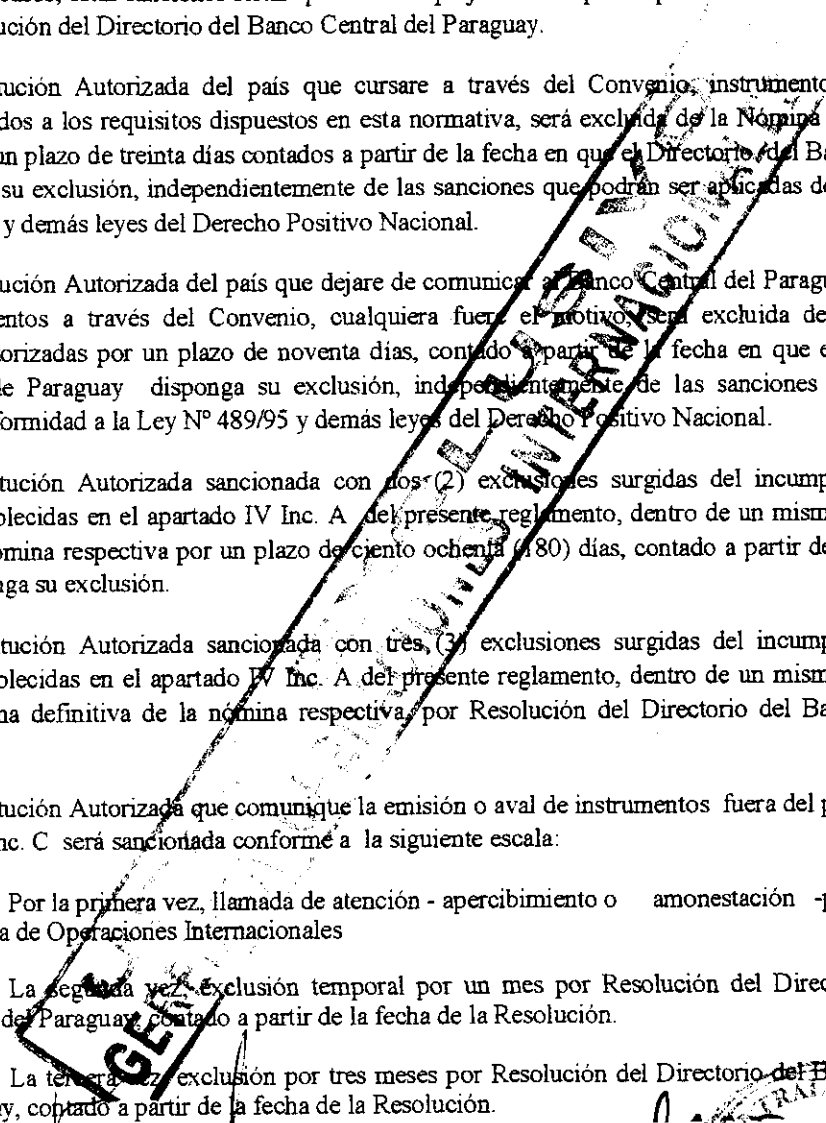 ución del Directorio del Banco Central del Paraguay.
tución Autorizada del país que cursare a través del Convenio, instrumento
dos a los requisitos dispuestos en esta normativa, será excluida de la Nómina
un plazo de treinta días contados a partir de la fecha en que el Directorio del Ba
su exclusión, independientemente de las sanciones que podrán ser aplicadas de
y demás leyes del Derecho Positivo Nacional.
ución Autorizada del país que dejare de comunicar al Banco Central del Paragu
entos a través del Convenio, cualquiera fuere el motivo, será excluida de
orizadas por un plazo de noventa días, contado a partir de la fecha en que e
le Paraguay disponga su exclusión, independientemente de las sanciones
formidad a la Ley Nº 489/95 y demás leyes del Derecho Positivo Nacional.
tución Autorizada sancionada con dos (2) exclusiones surgidas del incump
olecidas en el apartado IV Inc. A del presente reglamento, dentro de un mism
ómina respectiva por un plazo de ciento ochenta (180) días, contado a partir de
nga su exclusión.
tución Autorizada sancionada con tres (3) exclusiones surgidas del incump
olecidas en el apartado IV Inc. A del presente reglamento, dentro de un mism
na definitiva de la nómina respectiva, por Resolución del Directorio del Ba
tución Autorizada que comunique la emisión o aval de instrumentos fuera del p
nc. C será sancionada conforme a la siguiente escala:
Por la primera vez, llamada de atención - apercibimiento o amonestación -p
a de Operaciones Internacionales
La segunda vez, exclusión temporal por un mes por Resolución del Direc
del Paraguay, contado a partir de la fecha de la Resolución.
La tercera vez, exclusión por tres meses por Resolución del Directorio del B
y, contado a partir de la fecha de la Resolución.
INTERNACIONAL